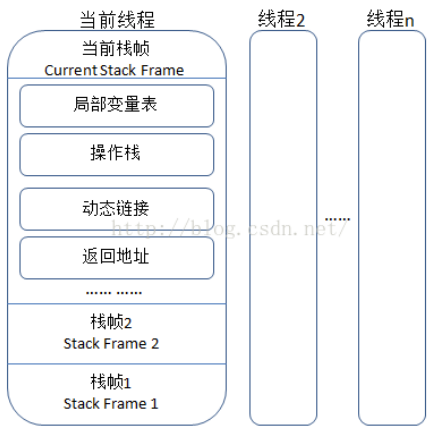 当前线程
线程2
线程n
当前栈帧
Current Stack Frame
局部变量表
操作栈
动态链接
http://blog.csdn.net/
……
返回地址
…… ……
栈帧2
Stack Frame 2
栈帧1
Stack Frame 1